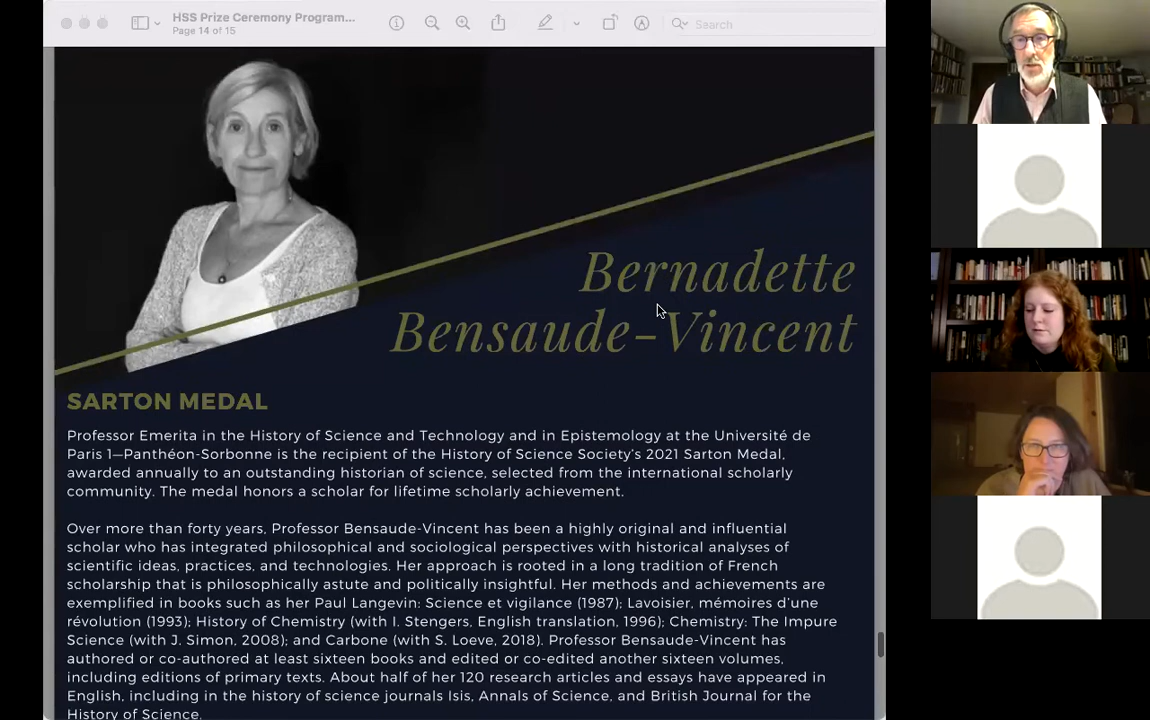 HSS Prize Ceremony Program...
Page 14 of 15
Search
Bernadette
Bensaude-Vincent
SARTON MEDAL
Professor Emerita in the History of Science and Technology and in Epistemology at the Université de
Paris 1—Panthéon-Sorbonne is the recipient of the History of Science Society's 2021 Sarton Medal,
awarded annually to an outstanding historian of science, selected from the international scholarly
community. The medal honors a scholar for lifetime scholarly achievement.
Over more than forty years, Professor Bensaude-Vincent has been a highly original and influential
scholar who has integrated philosophical and sociological perspectives with historical analyses of
scientific ideas, practices, and technologies. Her approach is rooted in a long tradition of French
scholarship that is philosophically astute and politically insightful. Her methods and achievements are
exemplified in books such as her Paul Langevin: Science et vigilance (1987); Lavoisier, mémoires d'une
révolution (1993); History of Chemistry (with I. Stengers, English translation, 1996); Chemistry: The Impure
Science (with J. Simon, 2008); and Carbone (with S. Loeve, 2018). Professor Bensaude-Vincent has
authored or co-authored at least sixteen books and edited or co-edited another sixteen volumes,
including editions of primary texts. About half of her 120 research articles and essays have appeared in
English, including in the history of science journals Isis, Annals of Science, and British Journal for the
History of Science.